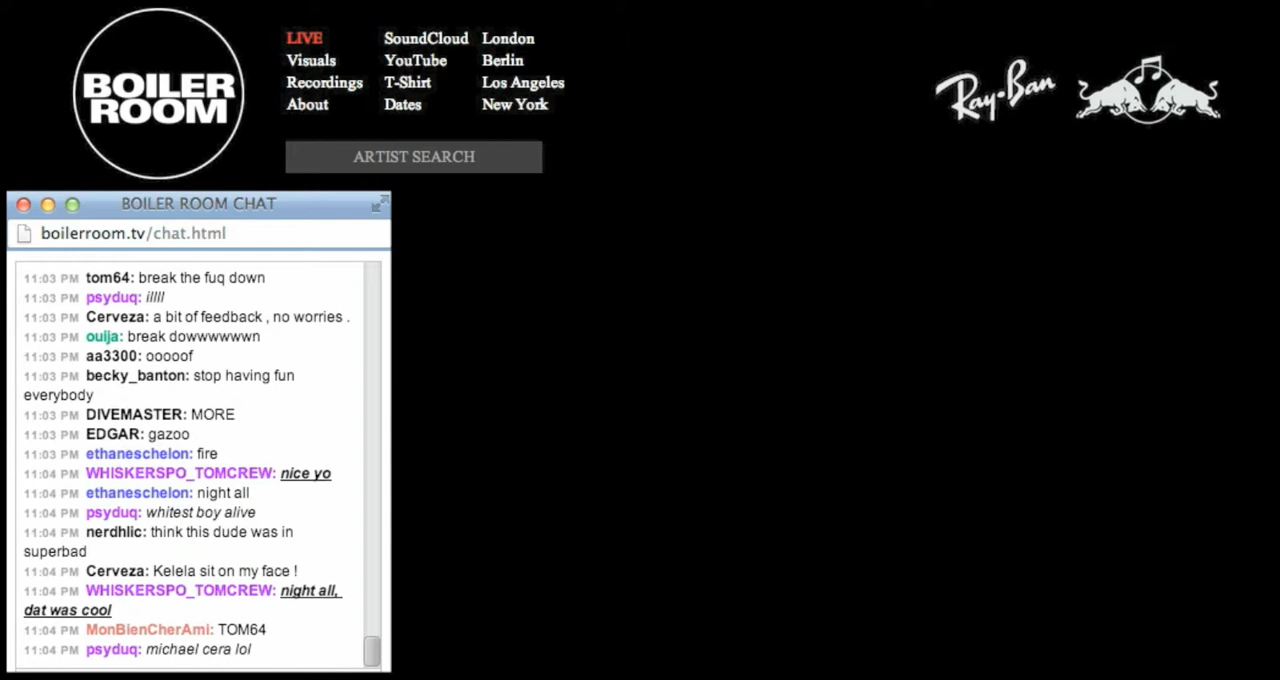 BOILER
ROOM
LIVE
Visuals
Recordings
About
SoundCloud
YouTube
T-Shirt
Dates
London
Berlin
Los Angeles
New York
ARTIST SEARCH
Ray-Ban
BOILER ROOM CHAT
boilerroom.tv/chat.html
11:03 PM tom64: break the fuq down
11:03 PM psyduq: illlll
11:03 PM Cerveza: a bit of feedback , no worries .
11:03 PM ouija: break dowwwwwwn
11:03 PM aa3300: ooooof
11:03 PM becky_banton: stop having fun
everybody
11:03 PM DIVEMASTER: MORE
11:03 PM EDGAR: gazoo
11:03 PM ethaneschelon: fire
11:04 PM WHISKERSPO_TOMCREW: nice yo
11:04 PM ethaneschelon: night all
11:04 PM psyduq: whitest boy alive
11:04 PM nerdhlic: think this dude was in
superbad
11:04 PM Cerveza: Kelela sit on my face !
11:04 PM WHISKERSPO_TOMCREW: night all,
dat was cool
11:04 PM MonBienCherAmi: TOM64
11:04 PM psyduq: michael cera lol